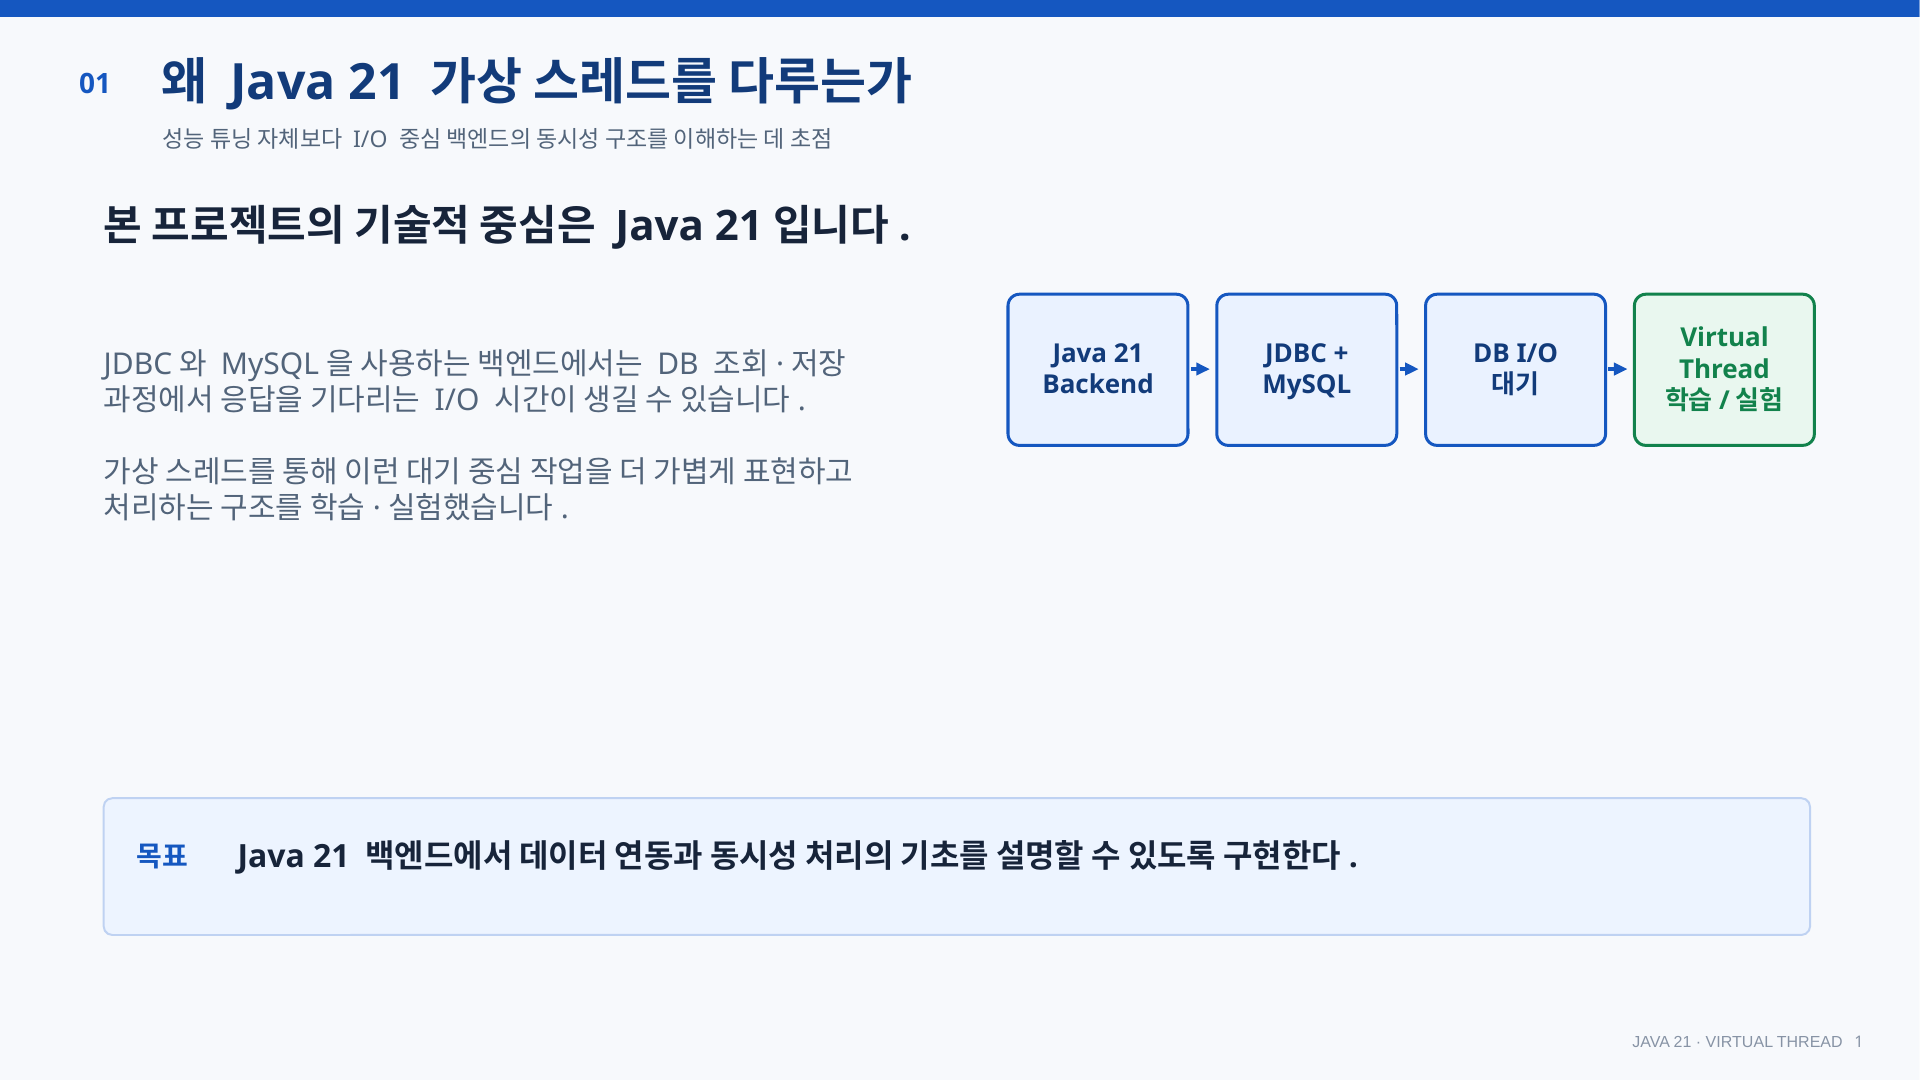 01
왜 Java 21 가상 스레드를 다루는가
성능 튜닝 자체보다 I/O 중심 백엔드의 동시성 구조를 이해하는 데 초점
본 프로젝트의 기술적 중심은 Java 21 입니다 .
JDBC 와 MySQL 을 사용하는 백엔드에서는 DB 조회 · 저장
과정에서 응답을 기다리는 I/O 시간이 생길 수 있습니다 .
가상 스레드를 통해 이런 대기 중심 작업을 더 가볍게 표현하고
처리하는 구조를 학습 · 실험했습니다 .
Java 21
Backend
JDBC +
MySQL
DB I/O
대기
Virtual
Thread
학습 / 실험
목표
Java 21 백엔드에서 데이터 연동과 동시성 처리의 기초를 설명할 수 있도록 구현한다 .
JAVA 21 · VIRTUAL THREAD 1